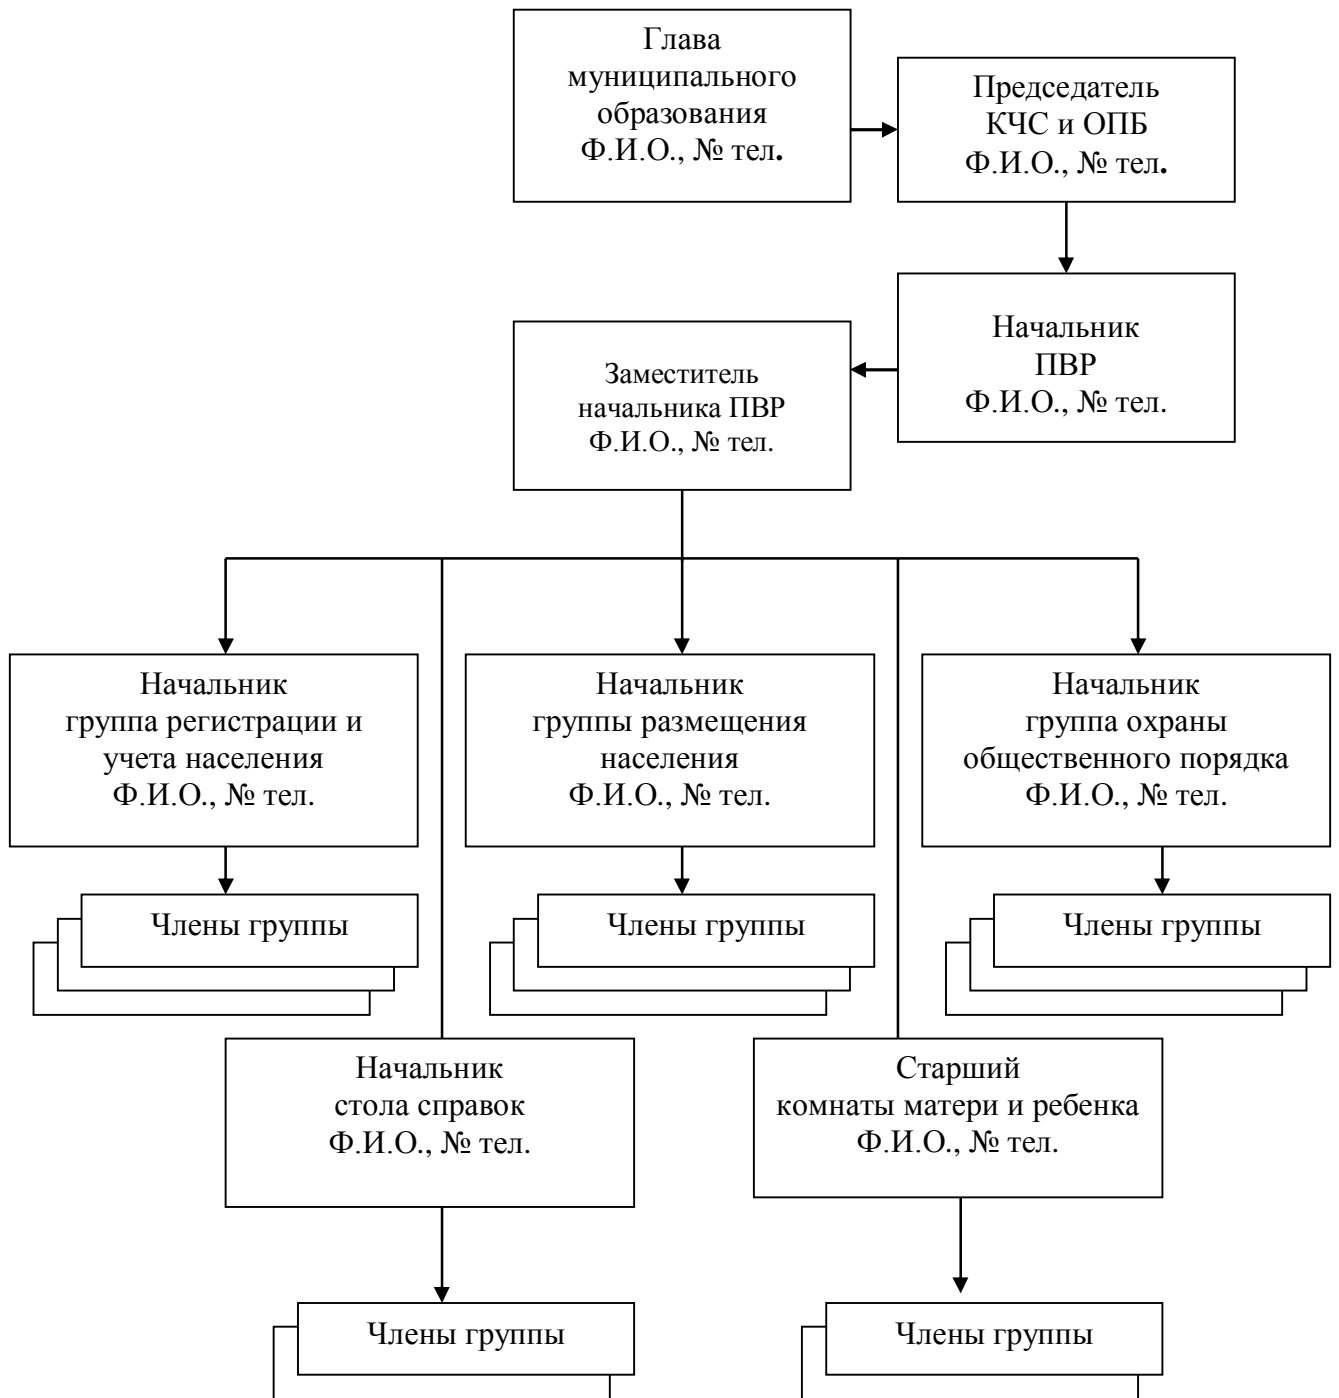 Глава
муниципального
образования
Ф.И.О., № тел.
Председатель
КЧС и ОПБ
Ф.И.О., № тел.
Начальник
ПВР
Ф.И.О., № тел.
Заместитель
начальника ПВР
Ф.И.О., № тел.
Начальник
группа регистрации и
учета населения
Ф.И.О., № тел.
Начальник
группы размещения
населения
Ф.И.О., № тел.
Начальник
группа охраны
общественного порядка
Ф.И.О., № тел.
Члены группы
Члены группы
Члены группы
Начальник
стола справок
Ф.И.О., № тел.
Старший
комнаты матери и ребенка
Ф.И.О., № тел.
Члены группы
Члены группы